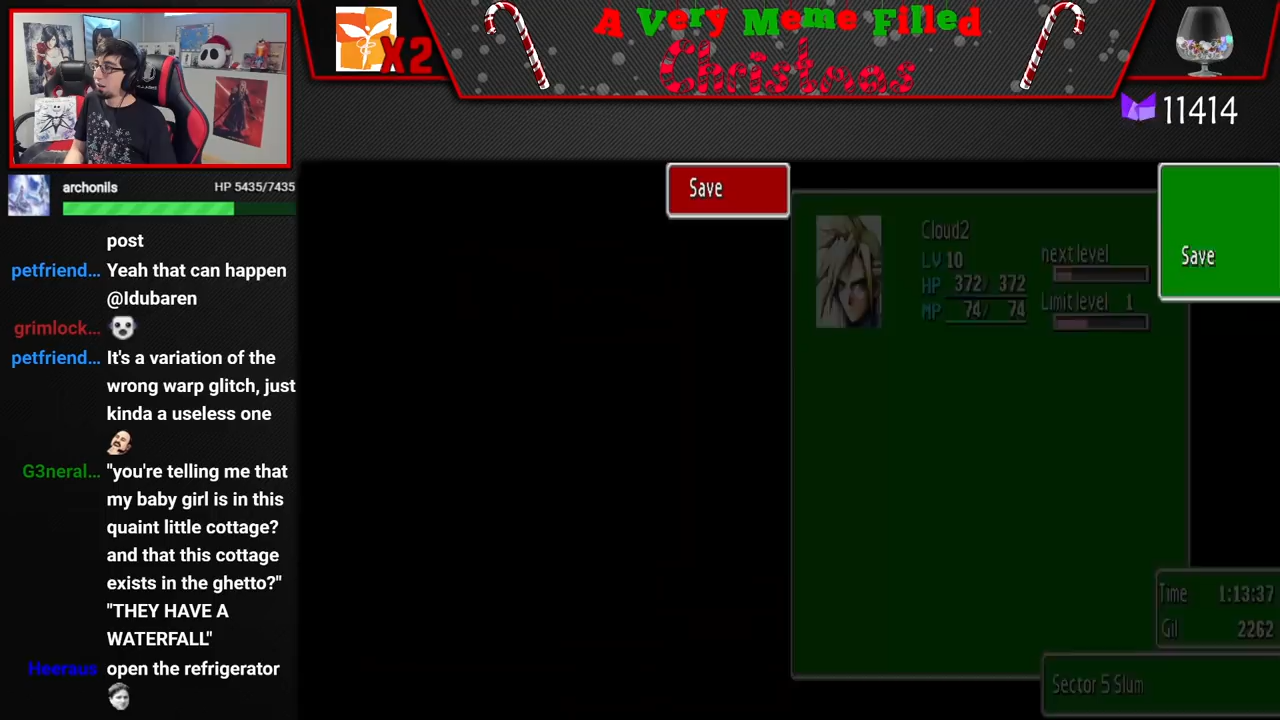 A Very Meme Filled
Christmas
X2
11414
archonils
HP 5435/7435
post
petfriend... Yeah that can happen
@Idubaren
grimlock...
petfriend... It's a variation of the
wrong warp glitch, just
kinda a useless one
G3neral... "you're telling me that
my baby girl is in this
quaint little cottage?
and that this cottage
exists in the ghetto?"
"THEY HAVE A
WATERFALL"
Heeraus open the refrigerator
Save
Save
Cloud2
LV 10
HP 372/ 372
MP 74/ 74
next level
Limit level 1
Time 1:13:37
Gil 2262
Sector 5 Slum